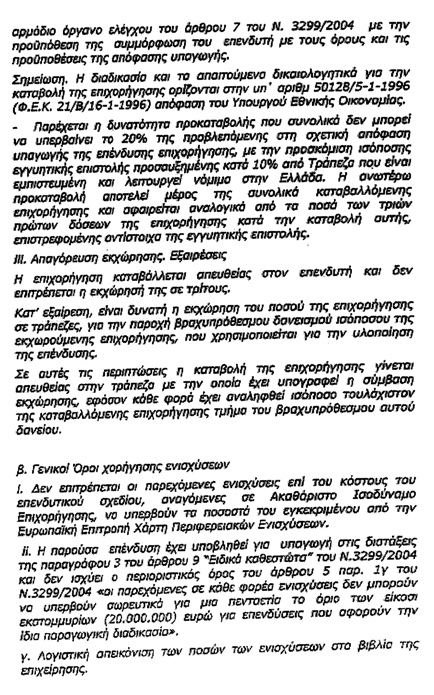 αρμόδιο όργανο ελέγχου του άρθρου 7 του Ν. 3299/2004 με την
προϋπόθεση της συμμόρφωσης του επενδυτή με τους όρους και τις
προϋποθέσεις της απόφασης υπαγωγής.
Σημείωση. Η διαδικασία και τα απαιτούμενα δικαιολογητικά για την
καταβολή της επιχορήγησης ορίζονται στην υπ' αριθμ 50128/5-1-1996
(Φ.Ε.Κ. 21/Β/16-1-1996) απόφαση του Υπουργού Εθνικής Οικονομίας.
- Παρέχεται η δυνατότητα προκαταβολής που συνολικά δεν μπορεί
να υπερβαίνει το 20% της προβλεπόμενης στη σχετική απόφαση
υπαγωγής της επένδυσης επιχορήγησης, με την προσκόμιση ισόποσης
εγγυητικής επιστολής προσαυξημένης κατά 10% από Τράπεζα που είναι
εμπιστευμένη και λειτουργεί νόμιμα στην Ελλάδα. Η ανωτέρω
προκαταβολή αποτελεί μέρος της συνολικά καταβαλλόμενης
επιχορήγησης και αφαιρείται αναλογικά από τα ποσά των τριών
πρώτων δόσεων της επιχορήγησης κατά την καταβολή αυτής,
επιστρεφομένης αντίστοιχα της εγγυητικής επιστολής.
III. Απαγόρευση εκχώρησης. Εξαιρέσεις
Η επιχορήγηση καταβάλλεται απευθείας στον επενδυτή και δεν
επιτρέπεται η εκχώρησή της σε τρίτους.
Κατ' εξαίρεση, είναι δυνατή η εκχώρηση του ποσού της επιχορήγησης
σε τράπεζες, για την παροχή βραχυπρόθεσμου δανεισμού ισόποσου της
εκχωρούμενης επιχορήγησης, που χρησιμοποιείται για την υλοποίηση
της επένδυσης.
Σε αυτές τις περιπτώσεις η καταβολή της επιχορήγησης γίνεται
απευθείας στην τράπεζα με την οποία έχει υπογραφεί η σύμβαση
εκχώρησης, εφόσον κάθε φορά έχει αναληφθεί ισόποσο τουλάχιστον
της καταβαλλόμενης επιχορήγησης τμήμα του βραχυπρόθεσμου αυτού
δανείου.
β. Γενικοί Όροι χορήγησης ενισχύσεων
i. Δεν επιτρέπεται οι παρεχόμενες ενισχύσεις επί του κόστους του
επενδυτικού σχεδίου, αναγόμενες σε Ακαθάριστο Ισοδύναμο
Επιχορήγησης, να υπερβούν τα ποσοστά του εγκεκριμένου από την
Ευρωπαϊκή Επιτροπή Χάρτη Περιφερειακών Ενισχύσεων.
ii. Η παρούσα επένδυση έχει υποβληθεί για υπαγωγή στις διατάξεις
της παραγράφου 3 του άρθρου 9 "Ειδικά καθεστώτα" του Ν.3299/2004
και δεν ισχύει ο περιοριστικός όρος του άρθρου 5 παρ. 1γ του
Ν.3299/2004 «οι παρεχόμενες σε κάθε φορέα ενισχύσεις δεν μπορούν
να υπερβούν σωρευτικά για μια πενταετία το όριο των είκοσι
εκατομμυρίων (20.000.000) ευρώ για επενδύσεις που αφορούν την
ίδια παραγωγική διαδικασία».
γ. Λογιστική απεικόνιση των ποσών των ενισχύσεων στα βιβλία της
επιχείρησης.